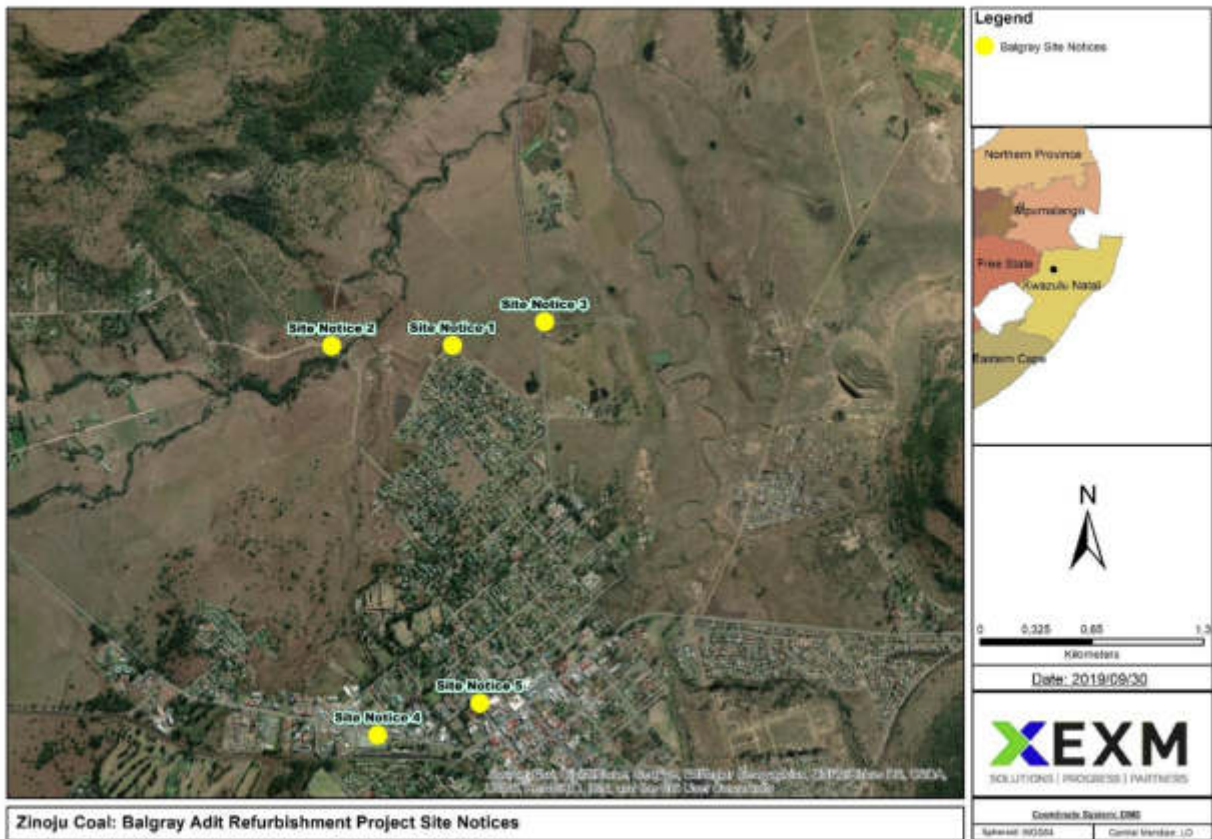 Legend
Balgray Site Notices
Northern Province
Mpumalanga
Free State
Kwazulu Natal
Eastern Cape
Site Notice 3
Site Notice 2
Site Notice 1
Site Notice 5
Site Notice 4
N
0 0,325 0,65 1,3
Kilometers
Date: 2019/09/30
EXM
SOLUTIONS | PROGRESS | PARTNERS
Coordinate System: DMS
Spheroid: WGS84
Central Meridian: LO
Zinoju Coal: Balgray Adit Refurbishment Project Site Notices